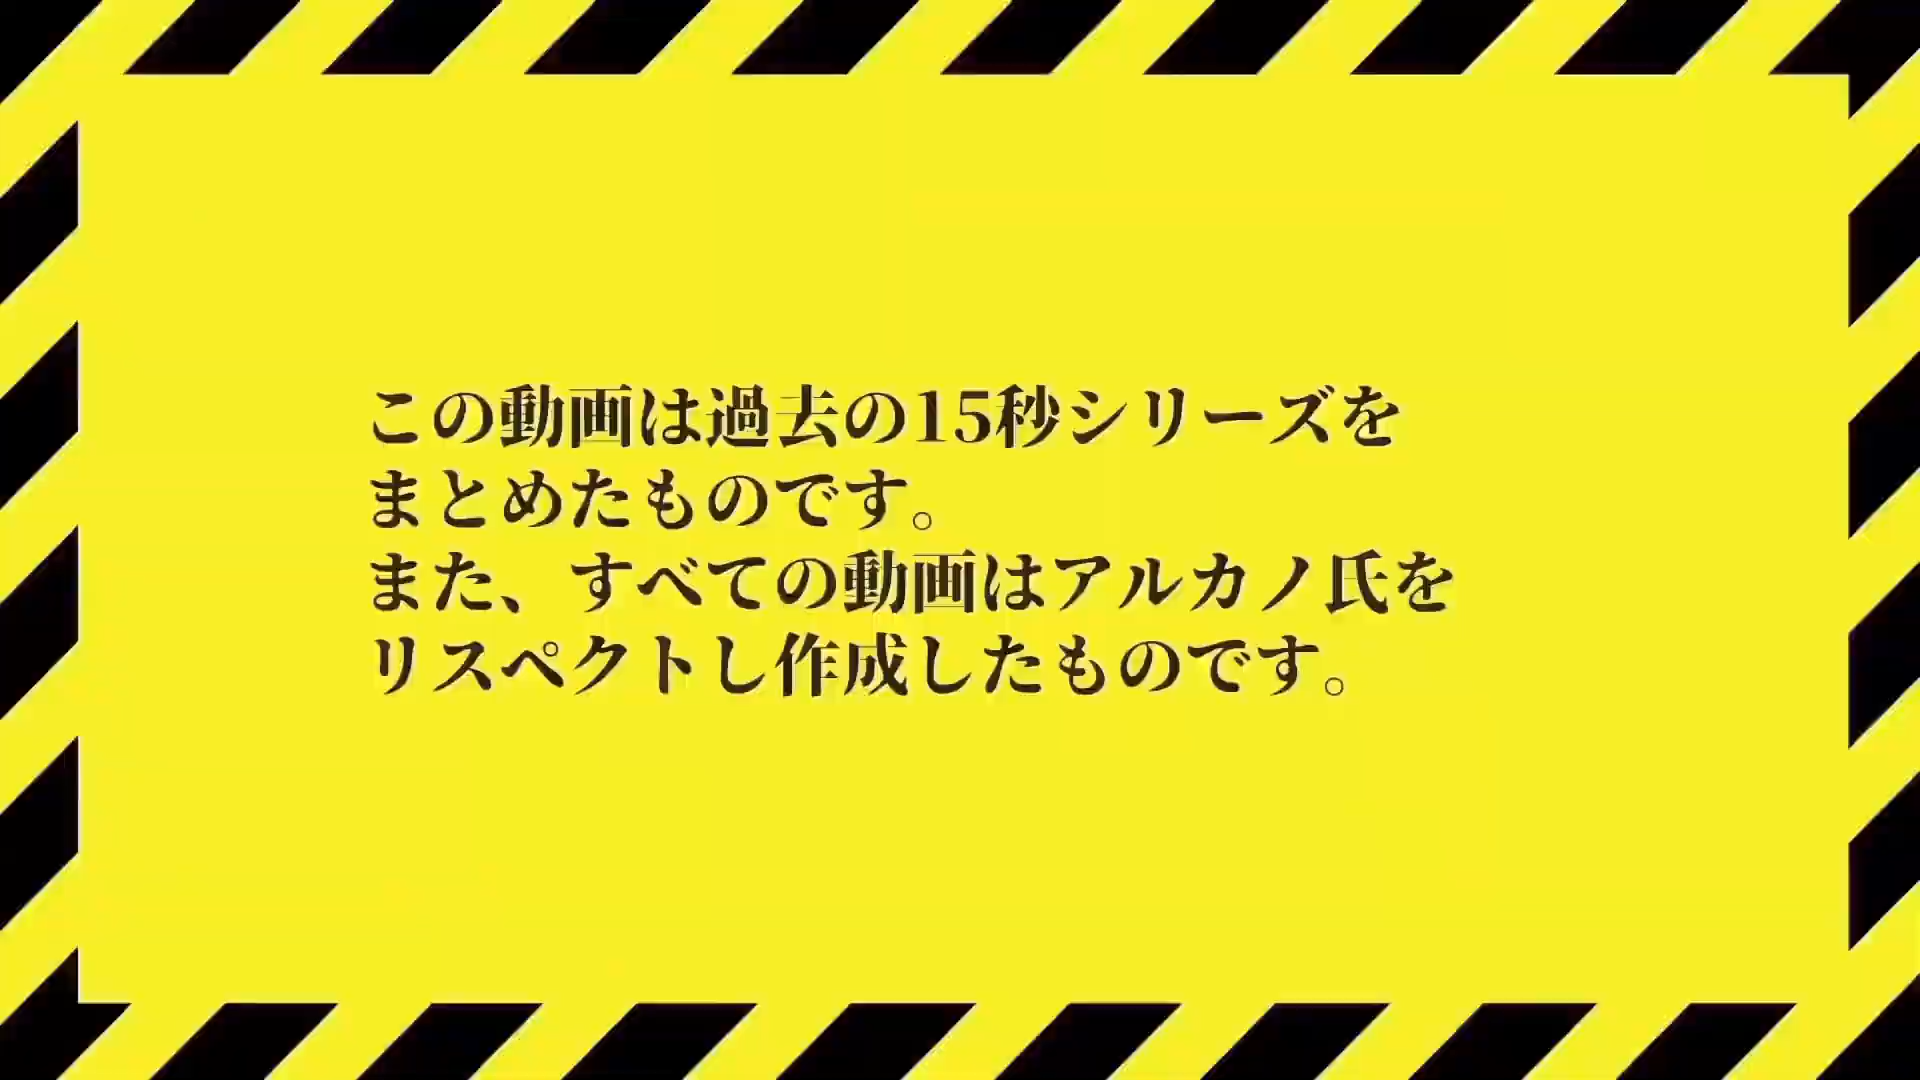 この動画は過去の15秒シリーズを
まとめたものです。
また、すべての動画はアルカノ氏を
リスペクトし作成したものです。